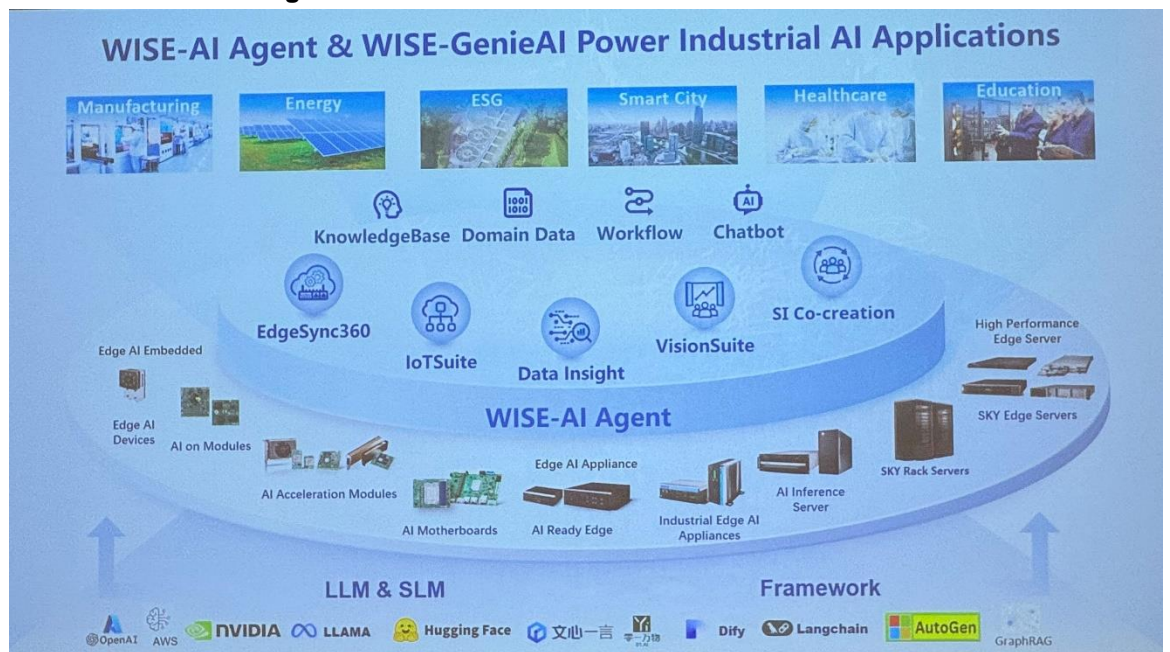 WISE-AI Agent & WISE-GenieAI Power Industrial AI Applications
Manufacturing
Energy
ESG
Smart City
Healthcare
Education
KnowledgeBase
Domain Data
Workflow
Chatbot
EdgeSync360
IoTSuite
Data Insight
VisionSuite
SI Co-creation
WISE-AI Agent
Edge AI Embedded
Edge AI
Devices
AI on Modules
AI Acceleration Modules
AI Motherboards
Edge AI Appliance
AI Ready Edge
Industrial Edge AI
Appliances
AI Inference
Server
SKY Rack Servers
High Performance
Edge Server
SKY Edge Servers
LLM & SLM
Framework
OpenAI
AWS
NVIDIA
LLAMA
Hugging Face
文心一言
零一万物
Dify
Langchain
AutoGen
GraphRAG